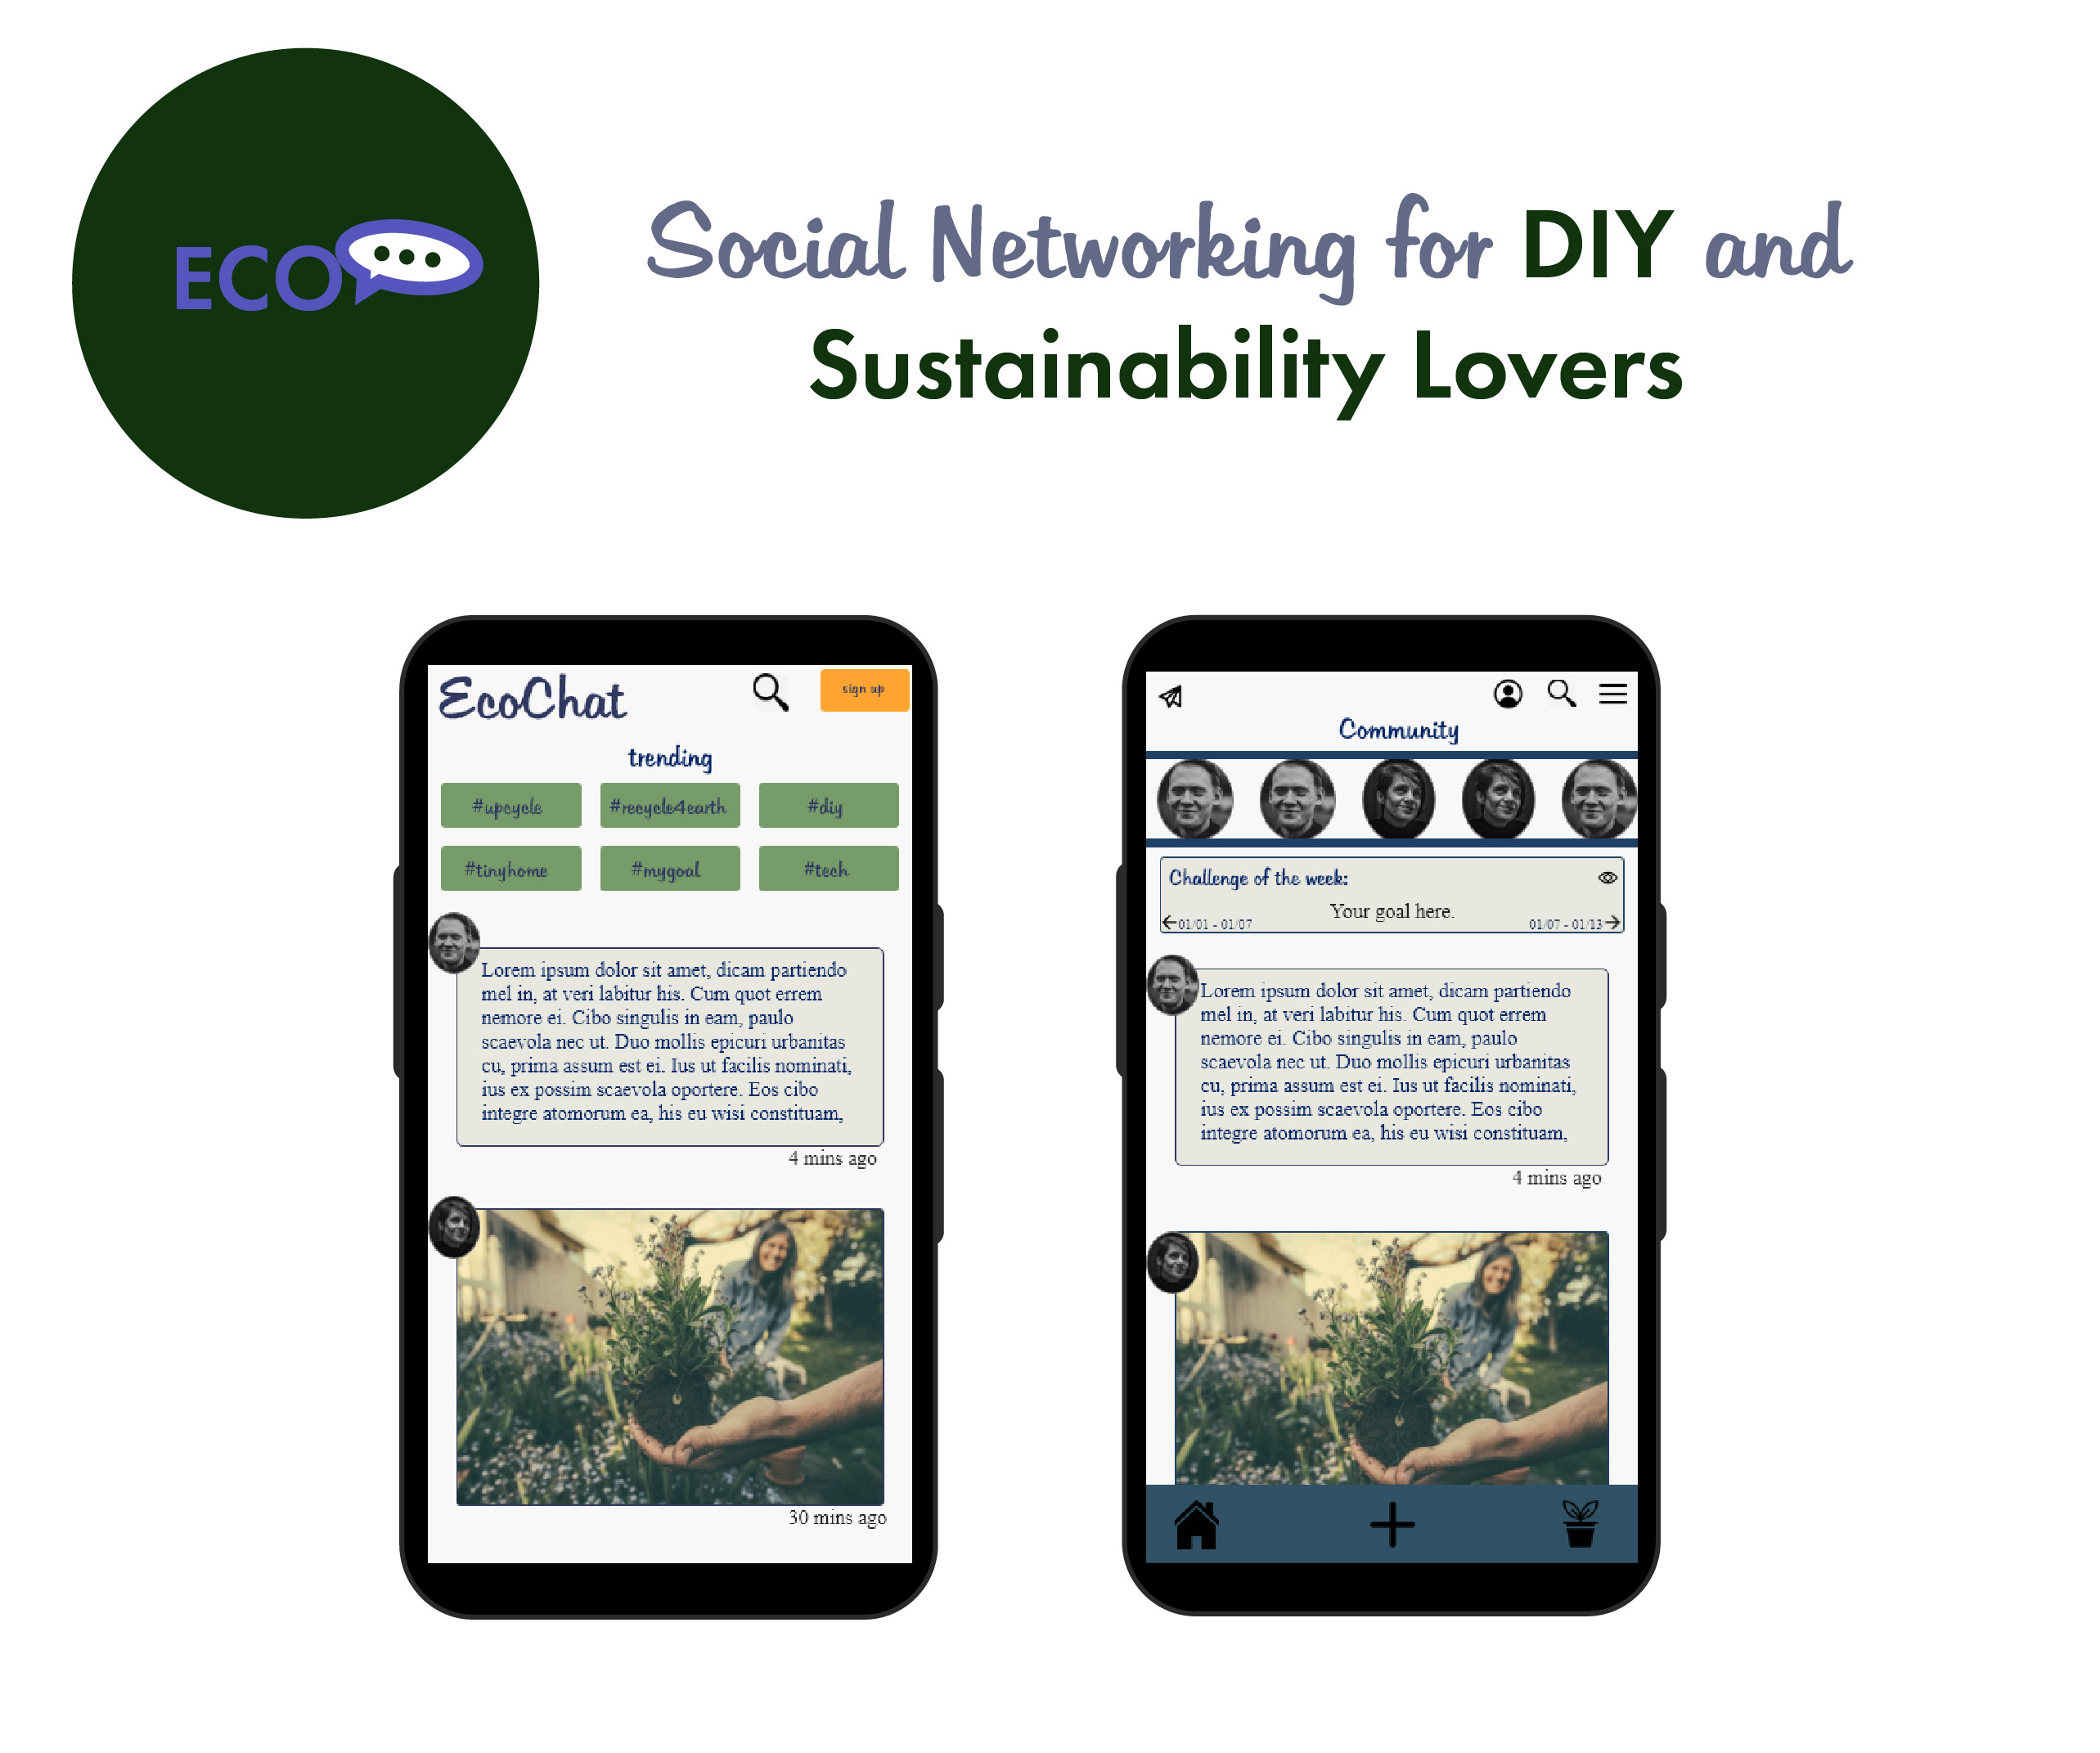 ECO
Social Networking for DIY and
Sustainability Lovers
EcoChat
sign up
trending
#upcycle #recycle4earth #diy
#tinyhome #mygoal #tech
Lorem ipsum dolor sit amet, dicam partiendo
mel in, at veri labitur his. Cum quot errem
nemore ei. Cibo singulis in eam, paulo
scaevola nec ut. Duo mollis epicuri urbanitas
cu, prima assum est ei. Ius ut facilis nominati,
ius ex possim scaevola oportere. Eos cibo
integre atomorum ea, his eu wisi constituam,
4 mins ago
30 mins ago
Community
Challenge of the week:
Your goal here.
01/01 - 01/07 01/07 - 01/13
Lorem ipsum dolor sit amet, dicam partiendo
mel in, at veri labitur his. Cum quot errem
nemore ei. Cibo singulis in eam, paulo
scaevola nec ut. Duo mollis epicuri urbanitas
cu, prima assum est ei. Ius ut facilis nominati,
ius ex possim scaevola oportere. Eos cibo
integre atomorum ea, his eu wisi constituam,
4 mins ago